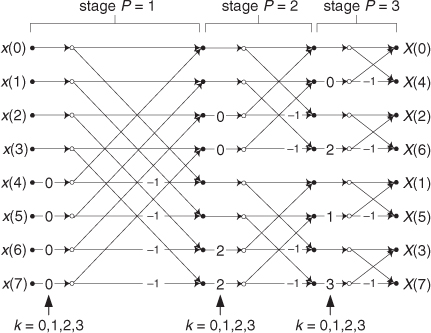 stage P = 1 stage P = 2 stage P = 3
x(0) X(0)
x(1) 0 -1 X(4)
x(2) 0 -1 -1 X(2)
x(3) 0 -1 2 -1 X(6)
x(4) 0 -1 X(1)
x(5) 0 -1 1 -1 X(5)
x(6) 0 -1 2 -1 X(3)
x(7) 0 -1 2 -1 3 -1 X(7)
k = 0,1,2,3 k = 0,1,2,3 k = 0,1,2,3